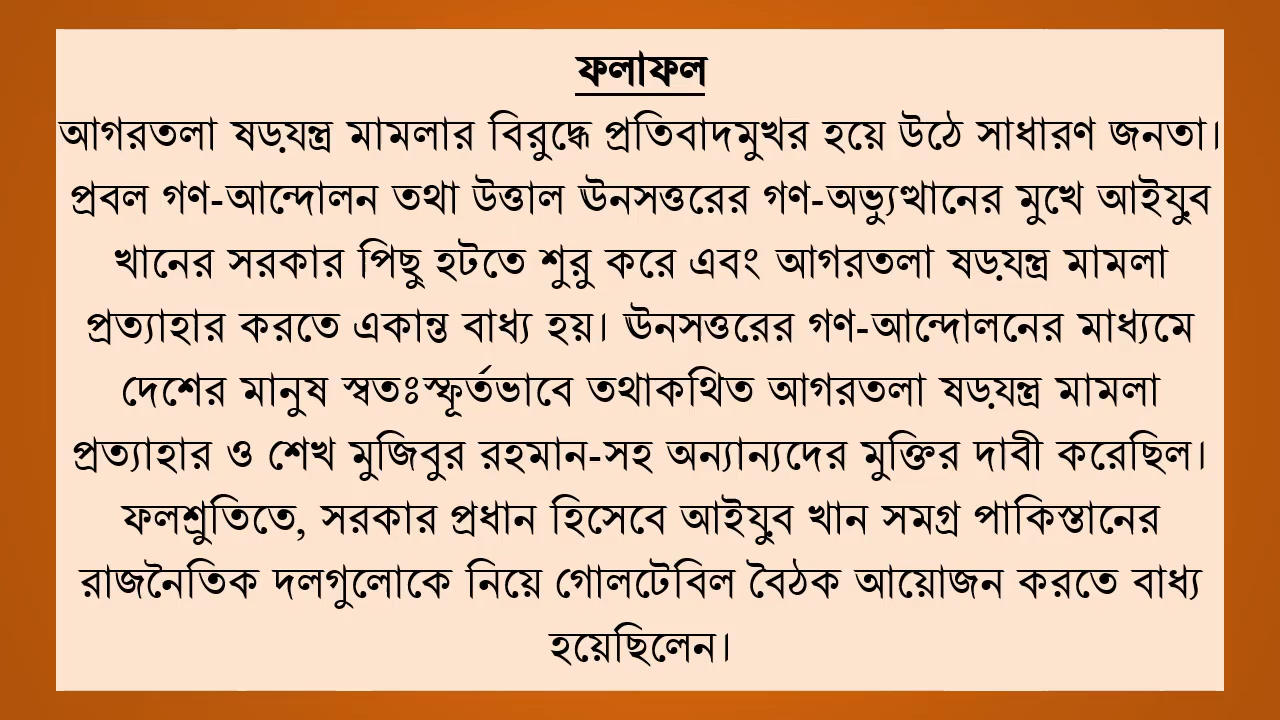 ফলাফল
আগরতলা ষড়যন্ত্র মামলার বিরুদ্ধে প্রতিবাদমুখর হয়ে উঠে সাধারণ জনতা।
প্রবল গণ-আন্দোলন তথা উত্তাল ঊনসত্তরের গণ-অভ্যুত্থানের মুখে আইয়ুব
খানের সরকার পিছু হটতে শুরু করে এবং আগরতলা ষড়যন্ত্র মামলা
প্রত্যাহার করতে একান্ত বাধ্য হয়। ঊনসত্তরের গণ-আন্দোলনের মাধ্যমে
দেশের মানুষ স্বতঃস্ফূর্তভাবে তথাকথিত আগরতলা ষড়যন্ত্র মামলা
প্রত্যাহার ও শেখ মুজিবুর রহমান-সহ অন্যান্যদের মুক্তির দাবী করেছিল।
ফলশ্রুতিতে, সরকার প্রধান হিসেবে আইয়ুব খান সমগ্র পাকিস্তানের
রাজনৈতিক দলগুলোকে নিয়ে গোলটেবিল বৈঠক আয়োজন করতে বাধ্য
হয়েছিলেন।